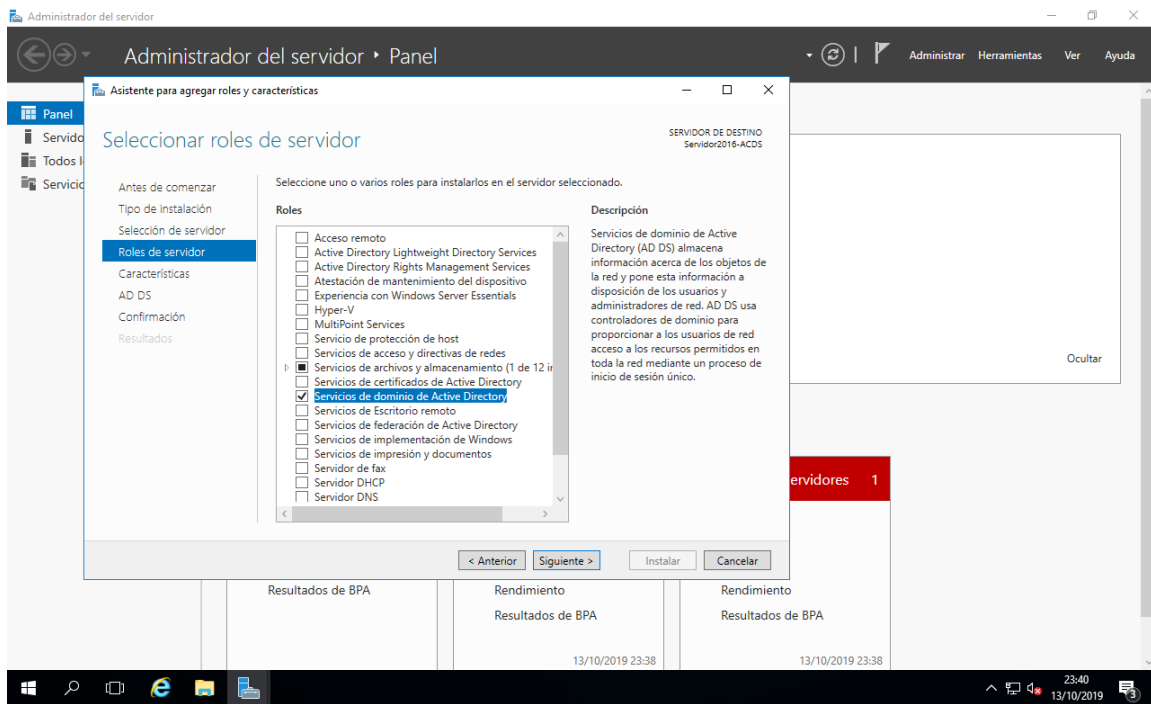 Administrador del servidor
Administrador del servidor ‣ Panel
Administrar Herramientas Ver Ayuda
Panel
Servido
Todos l
Servicio
Asistente para agregar roles y características
Seleccionar roles de servidor
SERVIDOR DE DESTINO
Servidor2016-ACDS
Antes de comenzar
Tipo de instalación
Selección de servidor
Roles de servidor
Características
AD DS
Confirmación
Resultados
Seleccione uno o varios roles para instalarlos en el servidor seleccionado.
Roles
Acceso remoto
Active Directory Lightweight Directory Services
Active Directory Rights Management Services
Atestación de mantenimiento del dispositivo
Experiencia con Windows Server Essentials
Hyper-V
MultiPoint Services
Servicio de protección de host
Servicios de acceso y directivas de redes
Servicios de archivos y almacenamiento (1 de 12 in
Servicios de certificados de Active Directory
Servicios de dominio de Active Directory
Servicios de Escritorio remoto
Servicios de federación de Active Directory
Servicios de implementación de Windows
Servicios de impresión y documentos
Servidor de fax
Servidor DHCP
Servidor DNS
Descripción
Servicios de dominio de Active
Directory (AD DS) almacena
información acerca de los objetos de
la red y pone esta información a
disposición de los usuarios y
administradores de red. AD DS usa
controladores de dominio para
proporcionar a los usuarios de red
acceso a los recursos permitidos en
toda la red mediante un proceso de
inicio de sesión único.
< Anterior Siguiente > Instalar Cancelar
Ocultar
ervidores 1
Resultados de BPA
Rendimiento
Resultados de BPA
13/10/2019 23:38
Rendimiento
Resultados de BPA
13/10/2019 23:38
23:40
13/10/2019
3